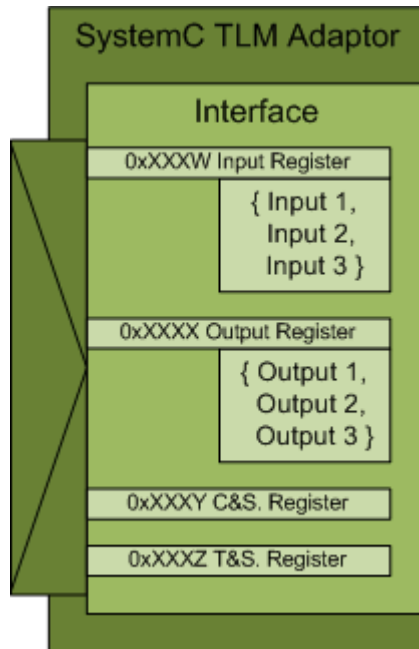 SystemC TLM Adaptor
Interface
0xXXXW Input Register
{ Input 1,
Input 2,
Input 3 }
0xXXXX Output Register
{ Output 1,
Output 2,
Output 3 }
0xXXXY C&S. Register
0xXXXZ T&S. Register